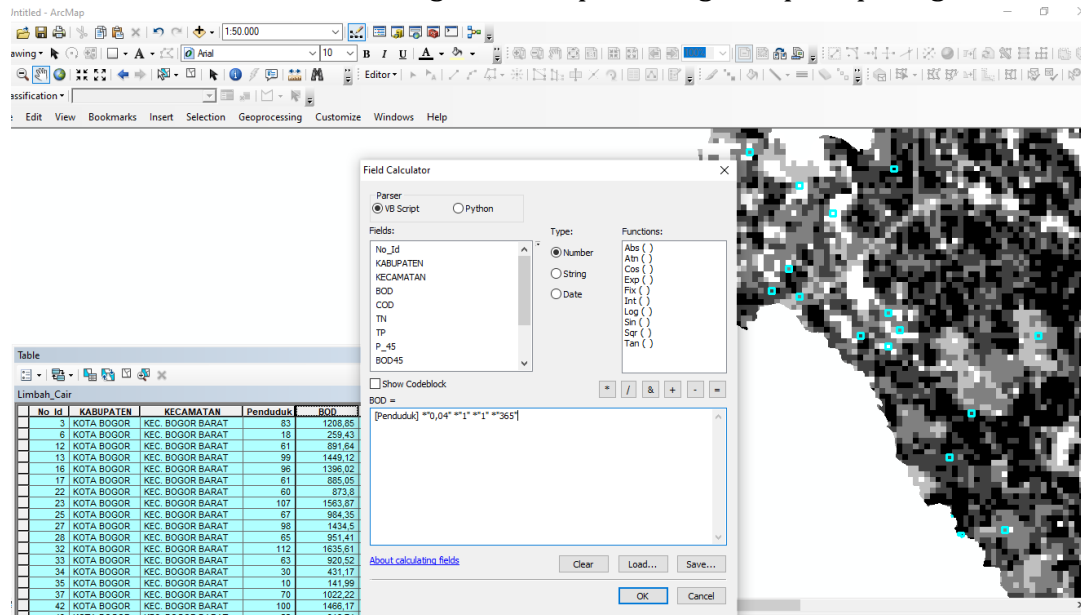 Untitled - ArcMap
1:50.000
awing
Arial
10
B I U A
Editor
assification
Edit View Bookmarks Insert Selection Geoprocessing Customize Windows Help
Field Calculator
Parser
VB Script Python
Fields: Type: Functions:
No_Id
KABUPATEN
KECAMATAN
BOD
COD
TN
TP
P_45
BOD45
Number
String
Date
Abs ( )
Atn ( )
Cos ( )
Exp ( )
Fix ( )
Int ( )
Log ( )
Sin ( )
Sqr ( )
Tan ( )
Show Codeblock
* / & + - =
BOD =
[Penduduk] *"0,04" *"1" *"1" *"365"
About calculating fields
Clear Load... Save...
OK Cancel
Table
Limbah_Cair
No_Id KABUPATEN KECAMATAN Penduduk BOD
3 KOTA BOGOR KEC. BOGOR BARAT 83 1208,85
6 KOTA BOGOR KEC. BOGOR BARAT 18 259,43
12 KOTA BOGOR KEC. BOGOR BARAT 61 891,64
13 KOTA BOGOR KEC. BOGOR BARAT 99 1449,12
16 KOTA BOGOR KEC. BOGOR BARAT 96 1396,02
17 KOTA BOGOR KEC. BOGOR BARAT 61 885,05
22 KOTA BOGOR KEC. BOGOR BARAT 60 873,8
23 KOTA BOGOR KEC. BOGOR BARAT 107 1563,87
25 KOTA BOGOR KEC. BOGOR BARAT 67 984,35
27 KOTA BOGOR KEC. BOGOR BARAT 98 1434,5
28 KOTA BOGOR KEC. BOGOR BARAT 65 951,41
32 KOTA BOGOR KEC. BOGOR BARAT 112 1635,61
33 KOTA BOGOR KEC. BOGOR BARAT 63 920,52
34 KOTA BOGOR KEC. BOGOR BARAT 30 431,17
35 KOTA BOGOR KEC. BOGOR BARAT 10 141,99
37 KOTA BOGOR KEC. BOGOR BARAT 70 1022,22
42 KOTA BOGOR KEC. BOGOR BARAT 100 1466,17